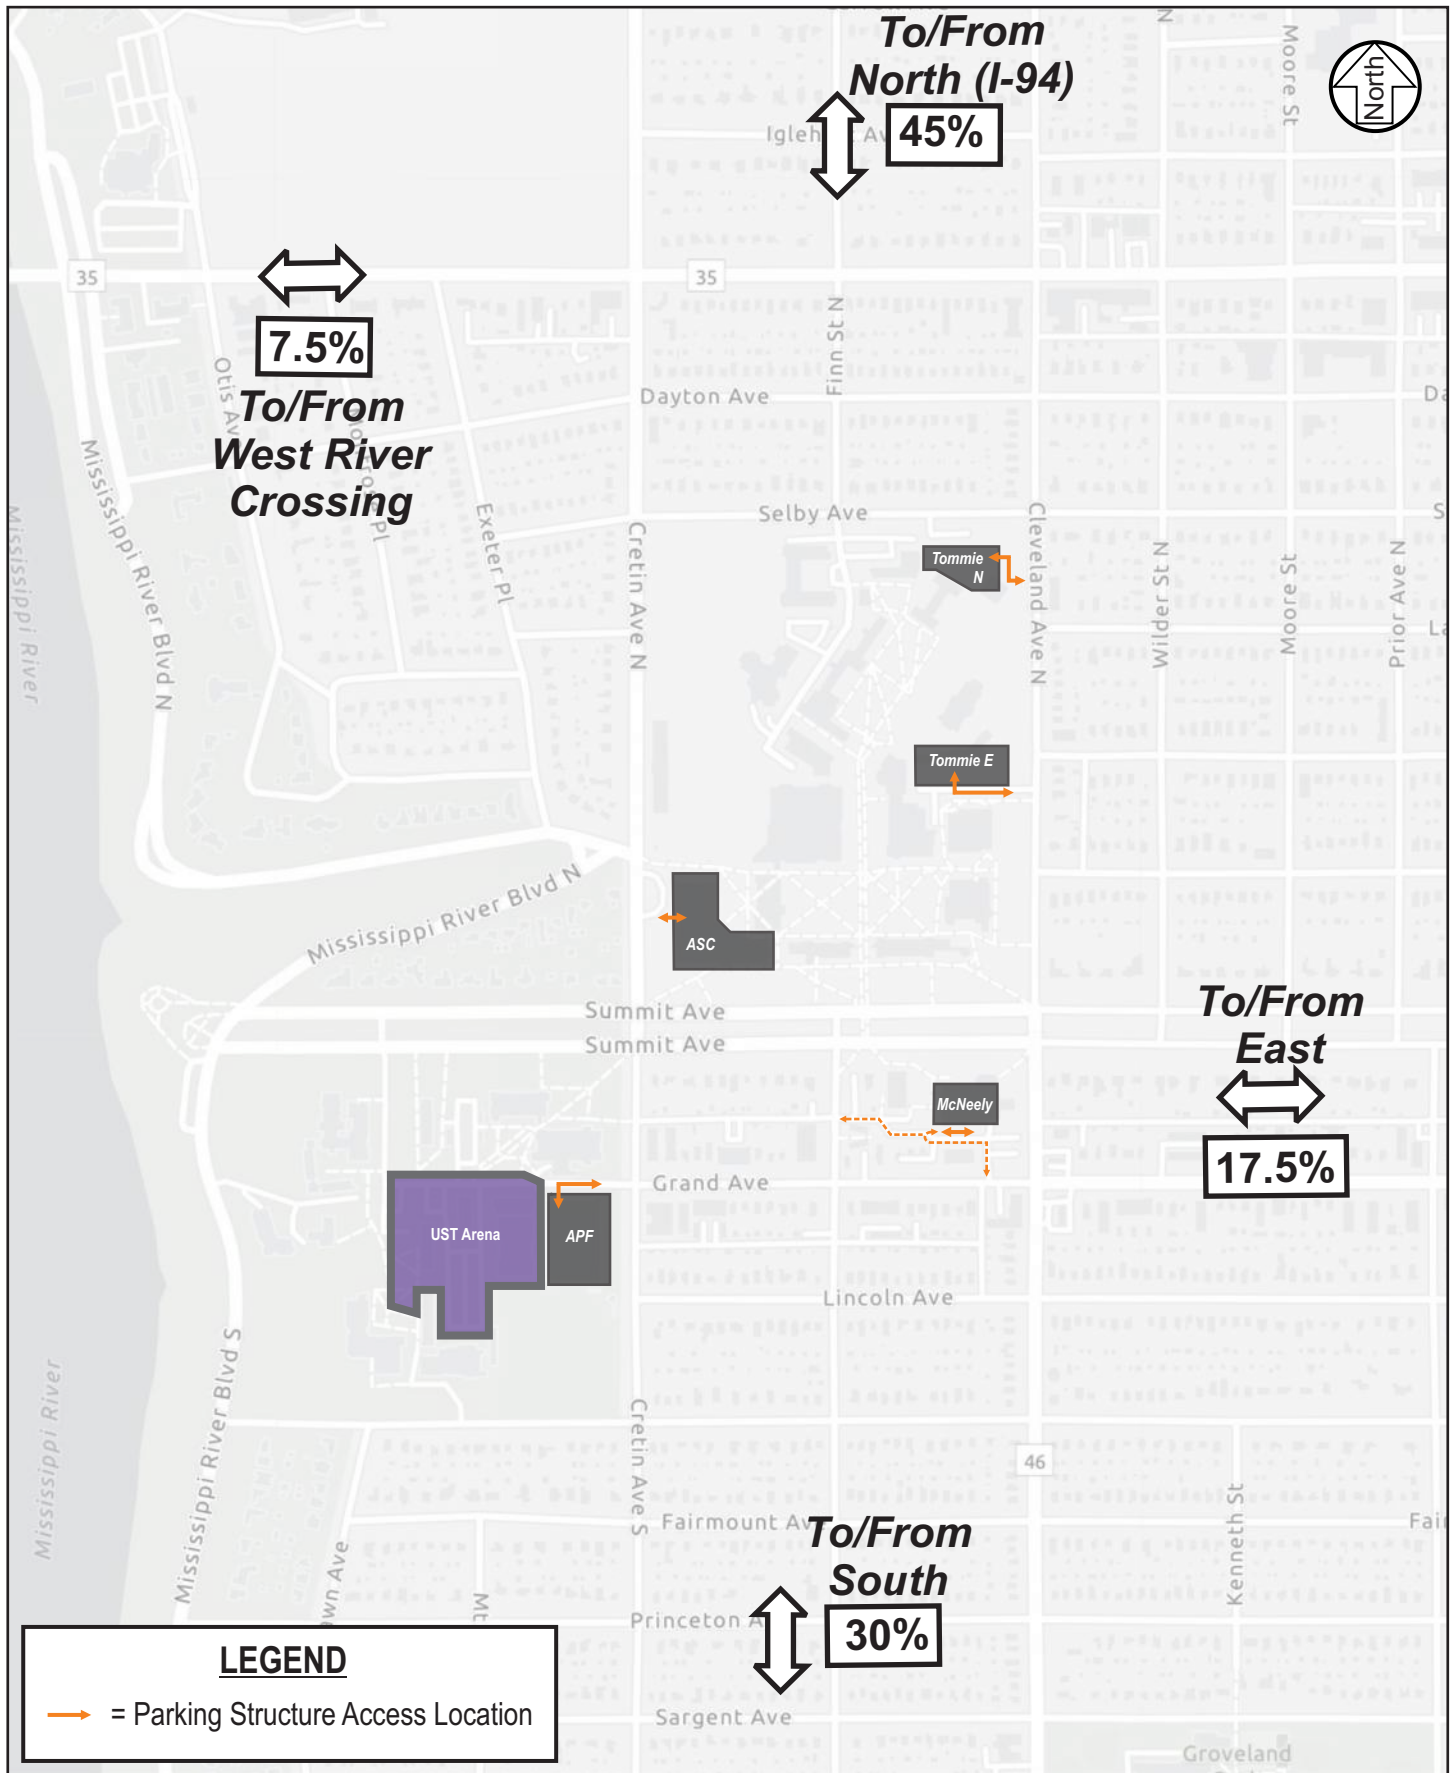 To/From
North (I-94)
45%
North
N
Moore St
35
35
7.5%
To/From
West River
Crossing
Otis Ave
Finn St N
Dayton Ave
Mississippi River Blvd N
Exeter Pl
Selby Ave
Cretin Ave N
Cleveland Ave N
Wilder St N
Moore St
Prior Ave N
Mississippi River
Tommie
N
Tommie E
Mississippi River Blvd N
ASC
Summit Ave
Summit Ave
To/From
East
17.5%
McNeely
Grand Ave
UST Arena
APF
Lincoln Ave
Mississippi River Blvd S
Mississippi River
Cretin Ave S
46
Kenneth St
Fairmount Av
To/From
South
30%
Princeton A
Sargent Ave
Groveland
LEGEND
= Parking Structure Access Location